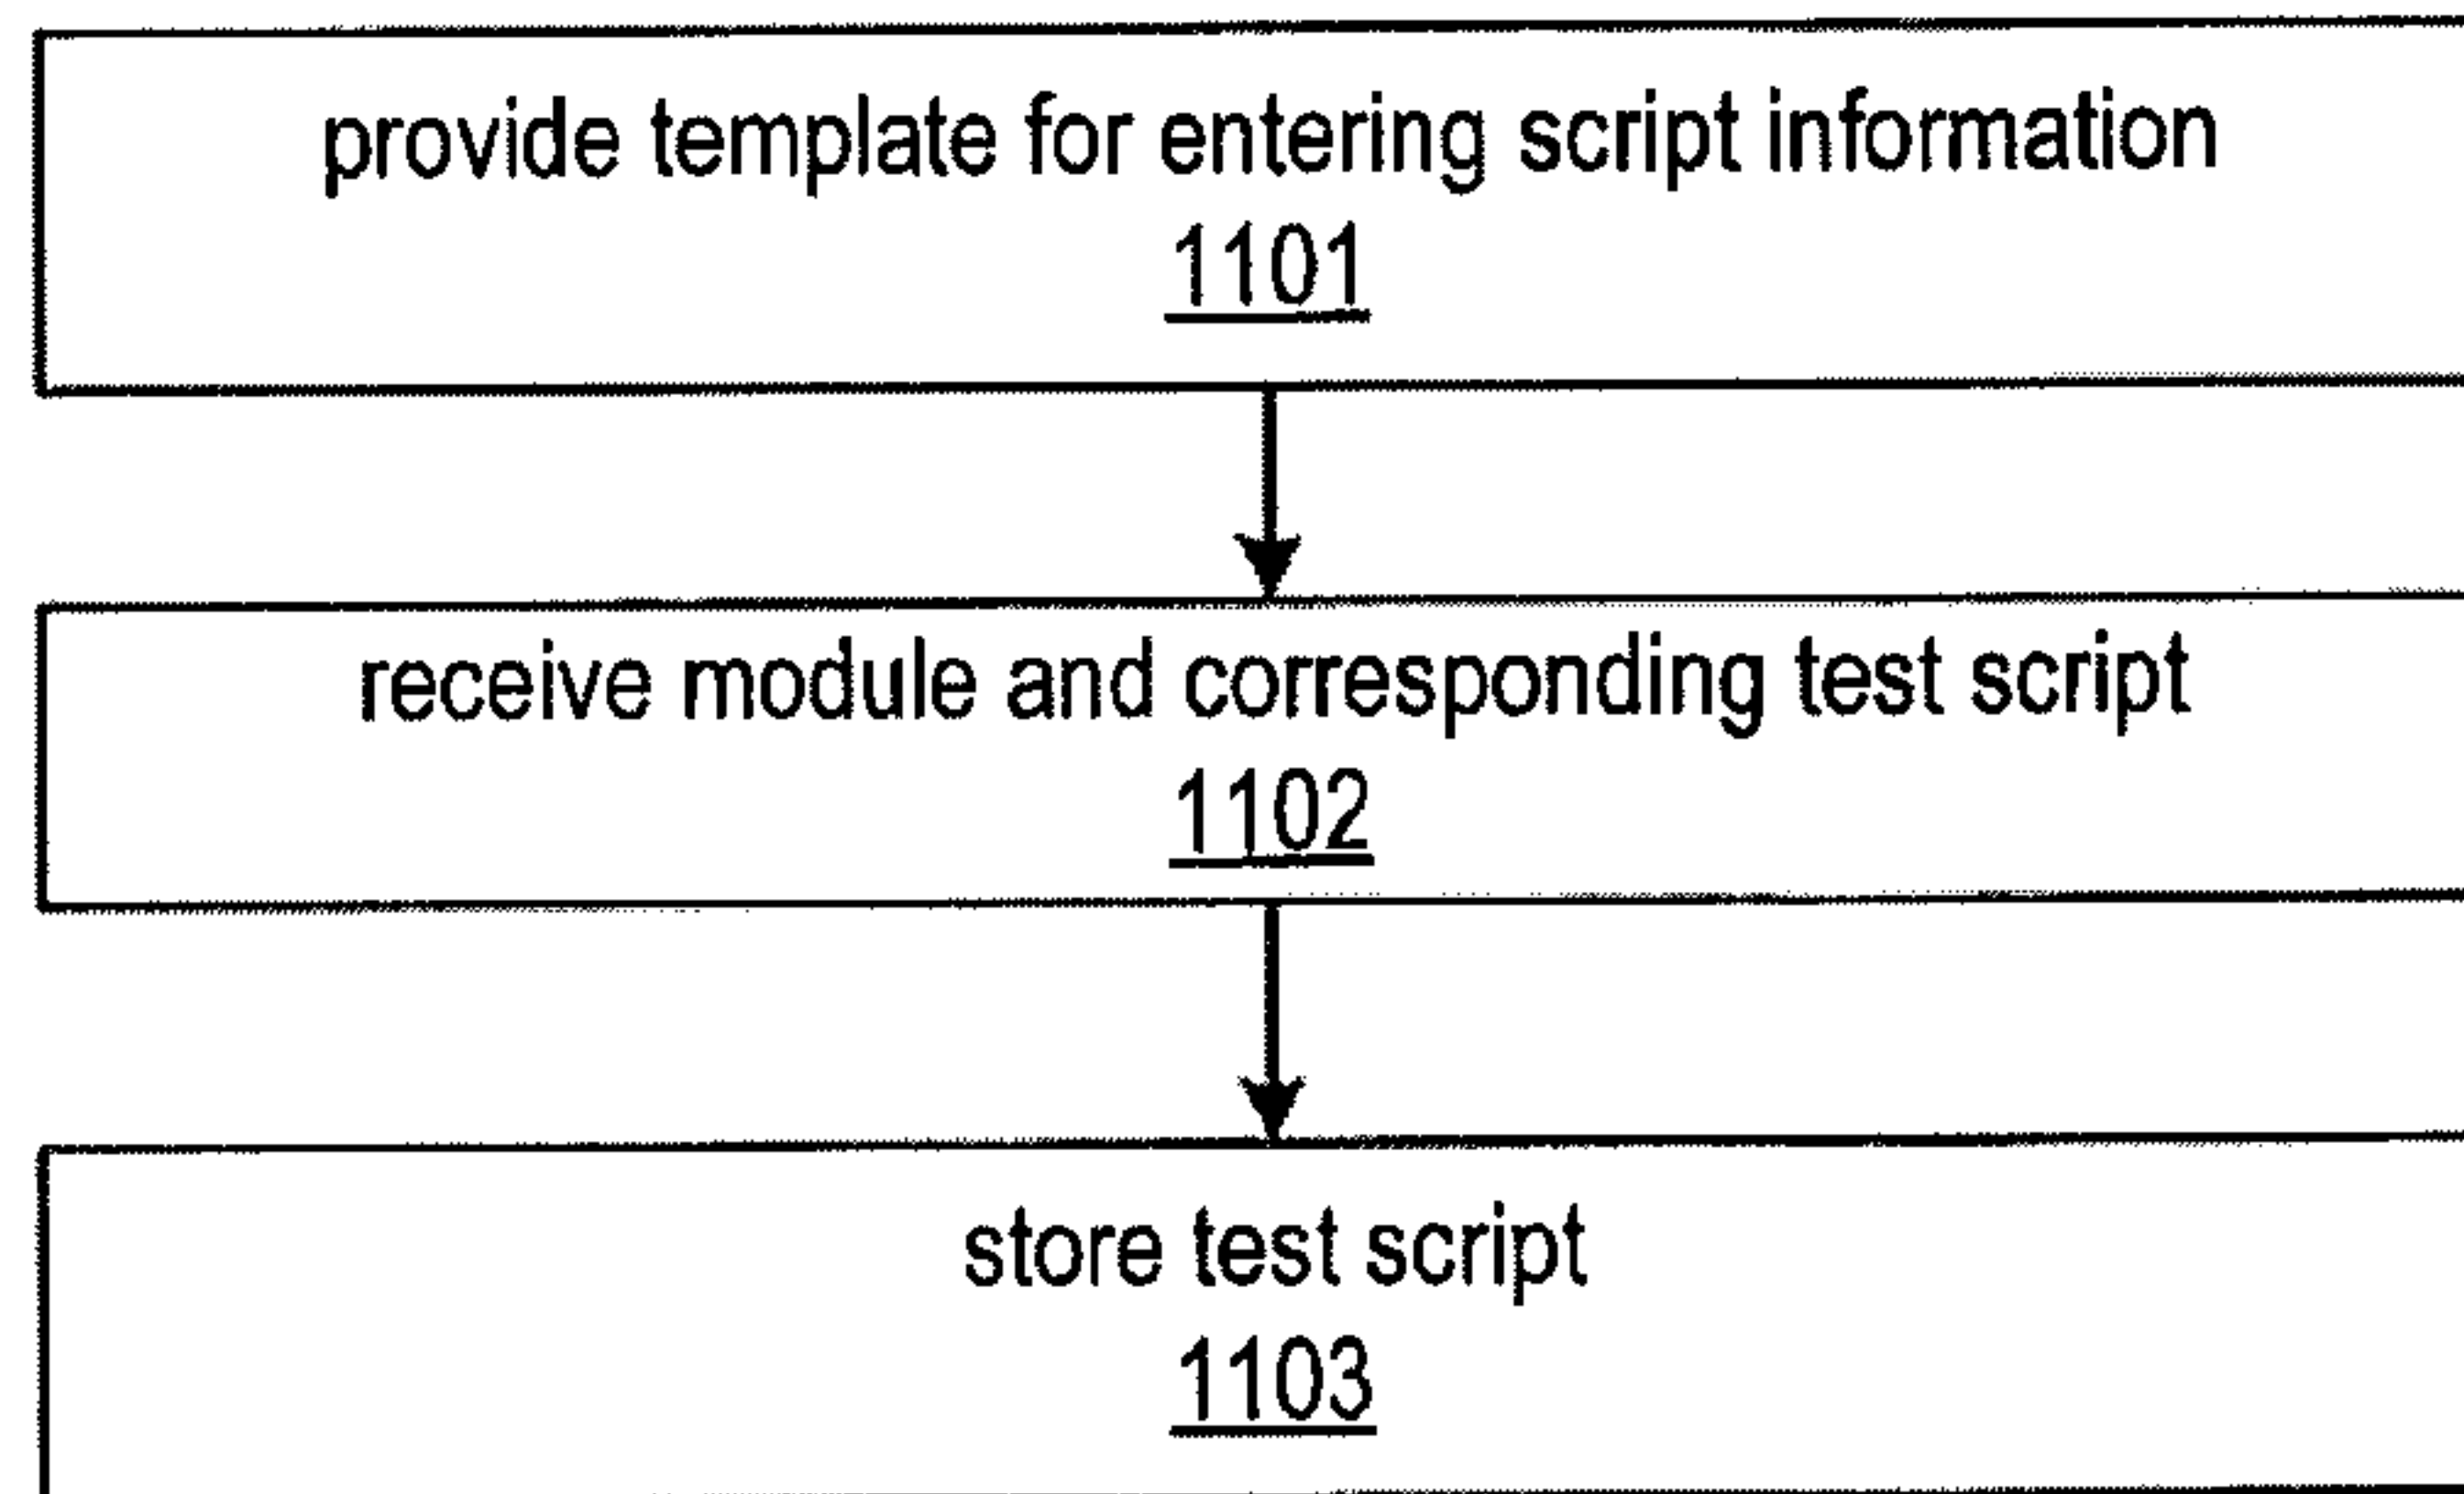 provide template for entering script information
1101
receive module and corresponding test script
1102
store test script
1103